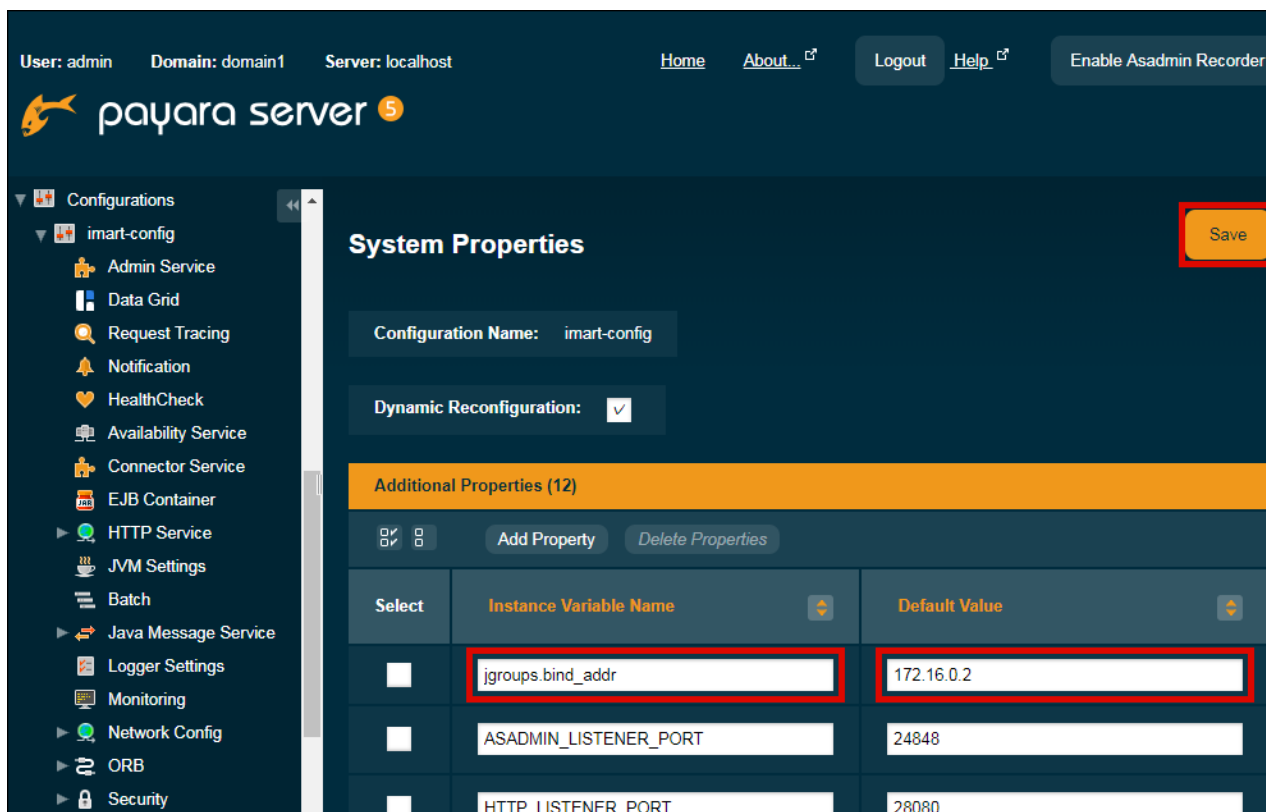 User: admin Domain: domain1 Server: localhost Home About... Logout Help Enable Asadmin Recorder
payara server 5
Configurations
imart-config
Admin Service
Data Grid
Request Tracing
Notification
HealthCheck
Availability Service
Connector Service
EJB Container
HTTP Service
JVM Settings
Batch
Java Message Service
Logger Settings
Monitoring
Network Config
ORB
Security
System Properties
Save
Configuration Name: imart-config
Dynamic Reconfiguration:
Additional Properties (12)
Add Property Delete Properties
Select Instance Variable Name Default Value
jgroups.bind_addr 172.16.0.2
ASADMIN_LISTENER_PORT 24848
HTTP_LISTENER_PORT 28080